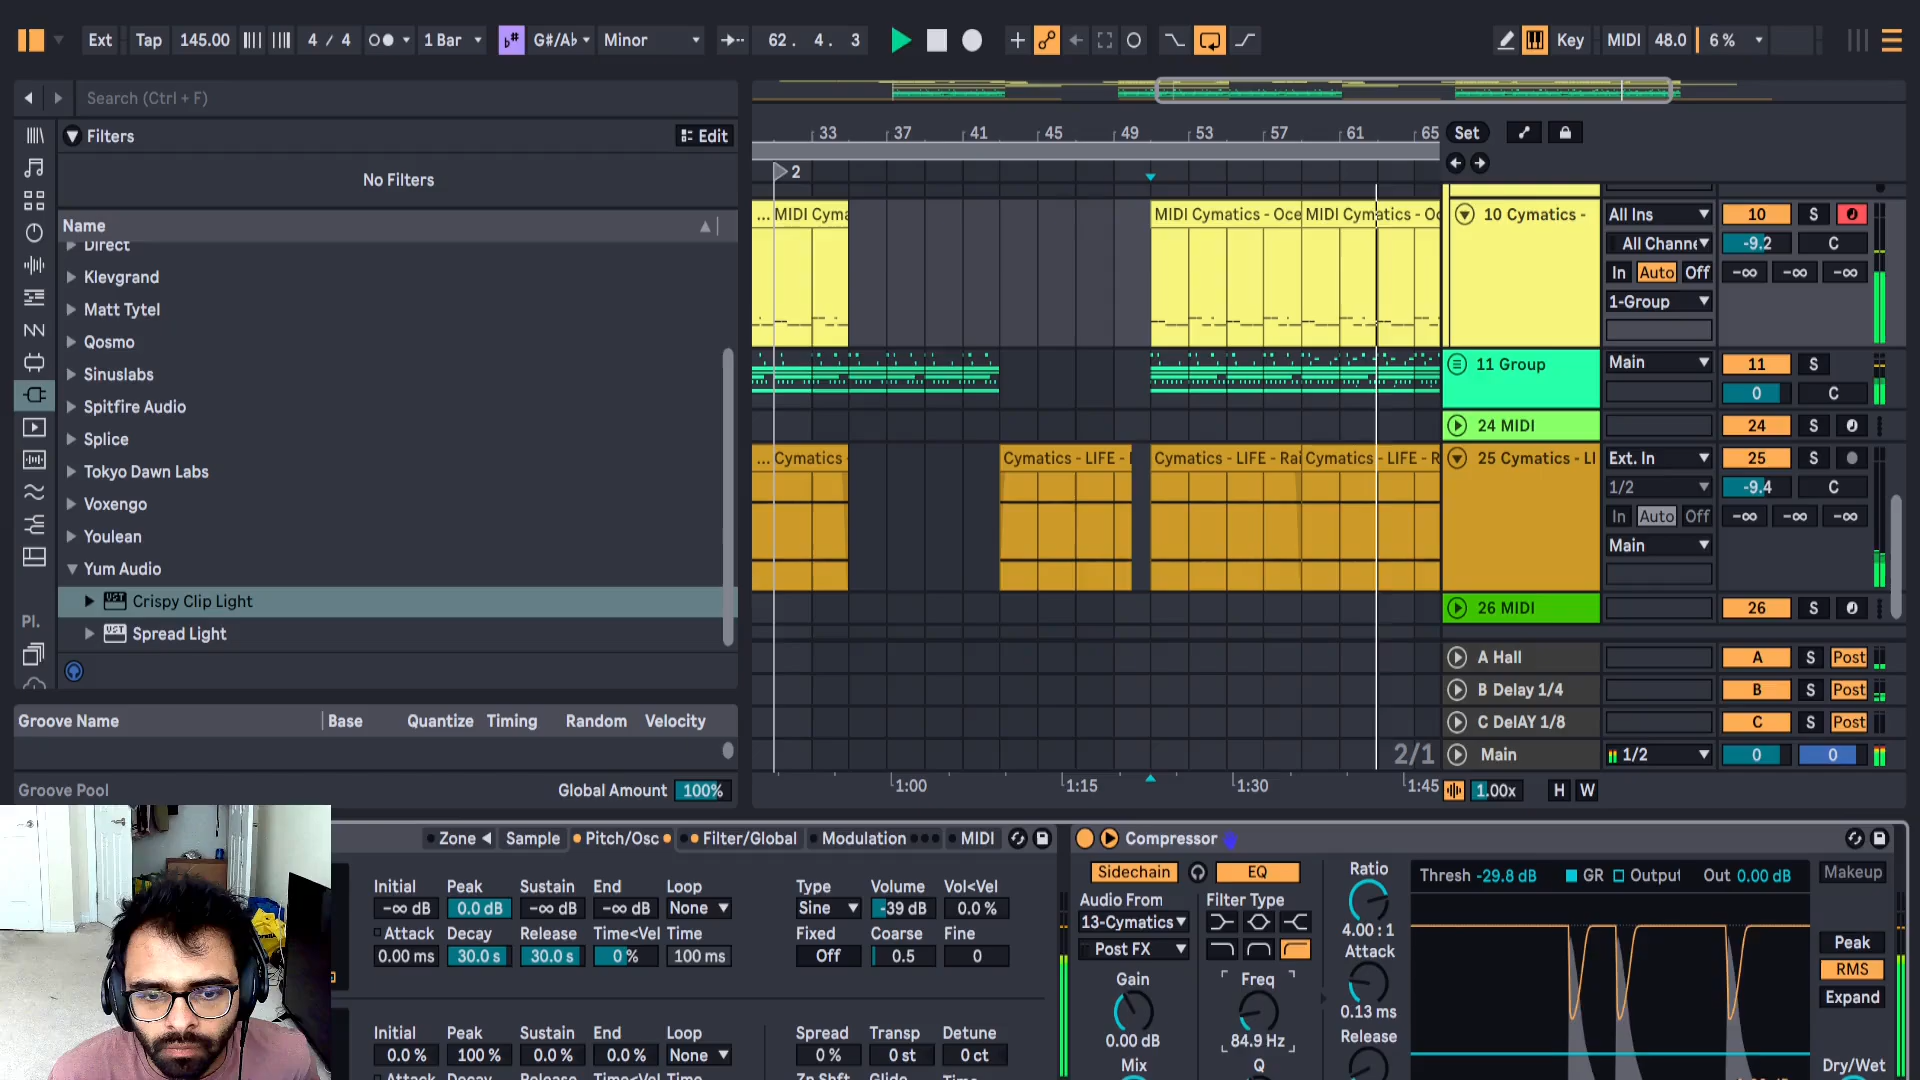 Ext Tap 145.00 4 / 4 1 Bar G#/A♭ Minor 62. 4. 3 Key MIDI 48.0 6 %
Search (Ctrl + F)
Filters Edit
No Filters
Name
Direct
Klevgrand
Matt Tytel
Qosmo
Sinuslabs
Spitfire Audio
Splice
Tokyo Dawn Labs
Voxengo
Youlean
Yum Audio
Crispy Clip Light
Spread Light
Pl.
Groove Name Base Quantize Timing Random Velocity
Groove Pool Global Amount 100%
33 37 41 45 49 53 57 61 65 Set
2
... MIDI Cyma MIDI Cymatics - Oce MIDI Cymatics - Oc 10 Cymatics - All Ins 10 S
All Channe -9.2 C
In Auto Off -∞ -∞ -∞
1-Group
11 Group Main 11 S
0 C
24 MIDI 24 S
... Cymatics - Cymatics - LIFE - Cymatics - LIFE - Rai Cymatics - LIFE - R 25 Cymatics - LI Ext. In 25 S
1/2 -9.4 C
In Auto Off -∞ -∞ -∞
Main
26 MIDI 26 S
A Hall A S Post
B Delay 1/4 B S Post
C DelAY 1/8 C S Post
2/1 Main 1/2 0 0
1:00 1:15 1:30 1:45 1.00x H W
Zone Sample Pitch/Osc Filter/Global Modulation MIDI
Initial Peak Sustain End Loop Type Volume Vol<Vel
-∞ dB 0.0 dB -∞ dB -∞ dB None Sine -39 dB 0.0 %
Attack Decay Release Time<Vel Time Fixed Coarse Fine
0.00 ms 30.0 s 30.0 s 0 % 100 ms Off 0.5 0
Initial Peak Sustain End Loop Spread Transp Detune
0.0 % 100 % 0.0 % 0.0 % None 0 % 0 st 0 ct
Compressor
Sidechain EQ Ratio Thresh -29.8 dB GR Output Out 0.00 dB Makeup
Audio From Filter Type
13-Cymatics 4.00 : 1
Post FX Attack Peak
RMS
Gain Freq Expand
0.13 ms
0.00 dB 84.9 Hz Release
Mix Q Dry/Wet